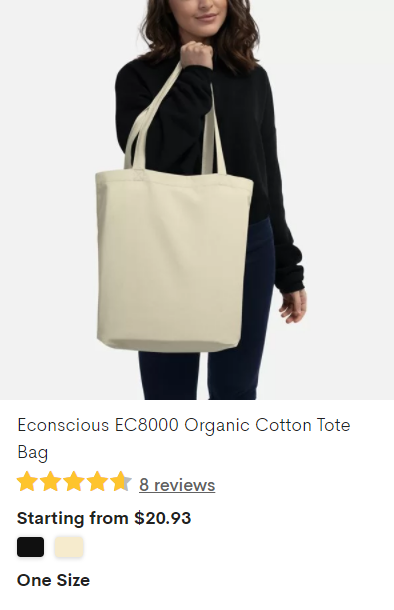 Econscious EC8000 Organic Cotton Tote
Bag
8 reviews
Starting from $20.93
One Size